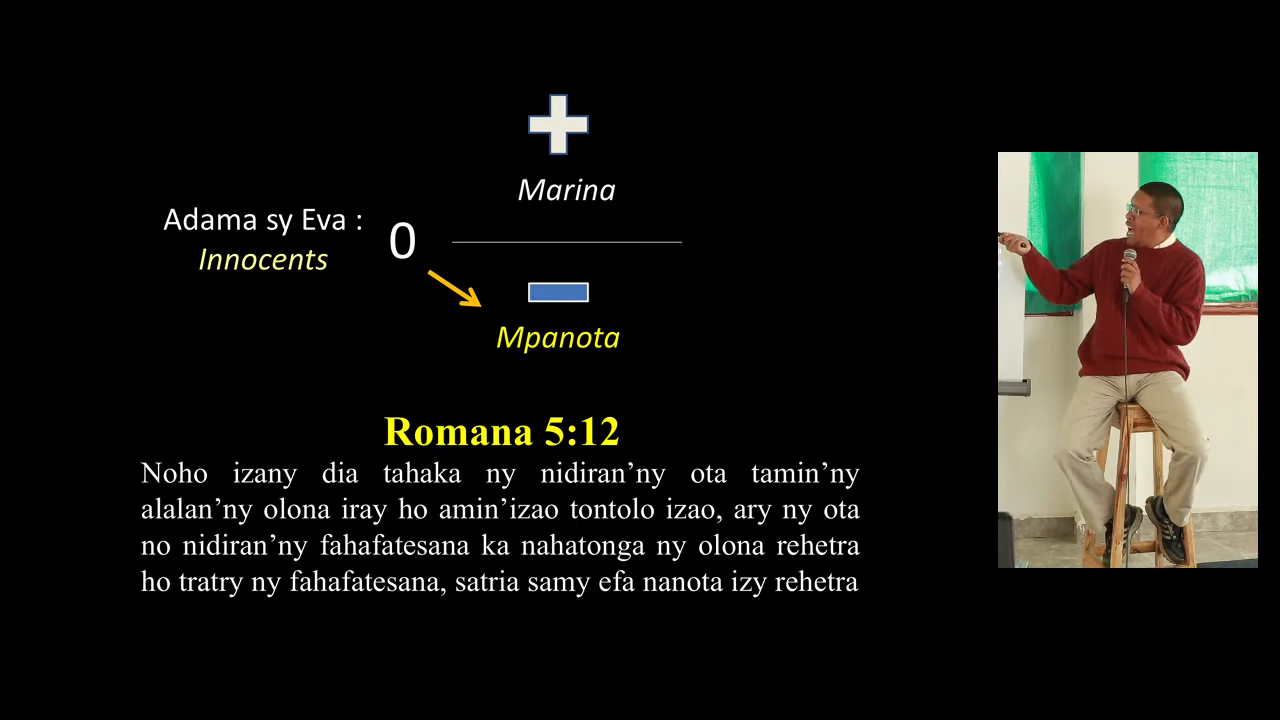 Marina
Adama sy Eva :
0
Innocents
Mpanota
Romana 5:12
Noho izany dia tahaka ny nidiran’ny ota tamin’ny
alalan’ny olona iray ho amin’izao tontolo izao, ary ny ota
no nidiran’ny fahafatesana ka nahatonga ny olona rehetra
ho tratry ny fahafatesana, satria samy efa nanota izy rehetra